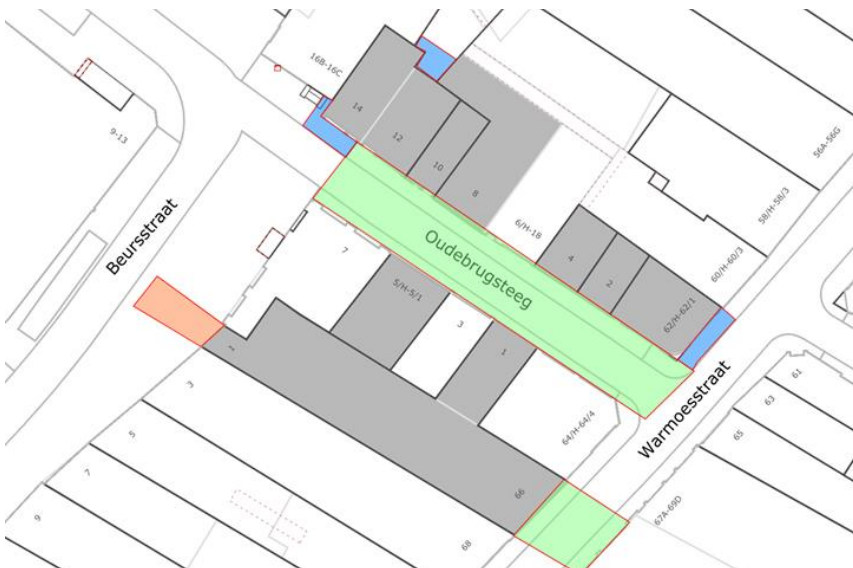 16B-16C
14
12
10
8
6/H-18
4
2
62/H-62/1
56A-56G
58/H-58/3
60/H-60/3
9-13
Beursstraat
Oudebrugsteeg
7
5/H-5/1
3
1
64/H-64/4
Warmoesstraat
61
63
65
67A-69D
1
3
5
7
9
66
68